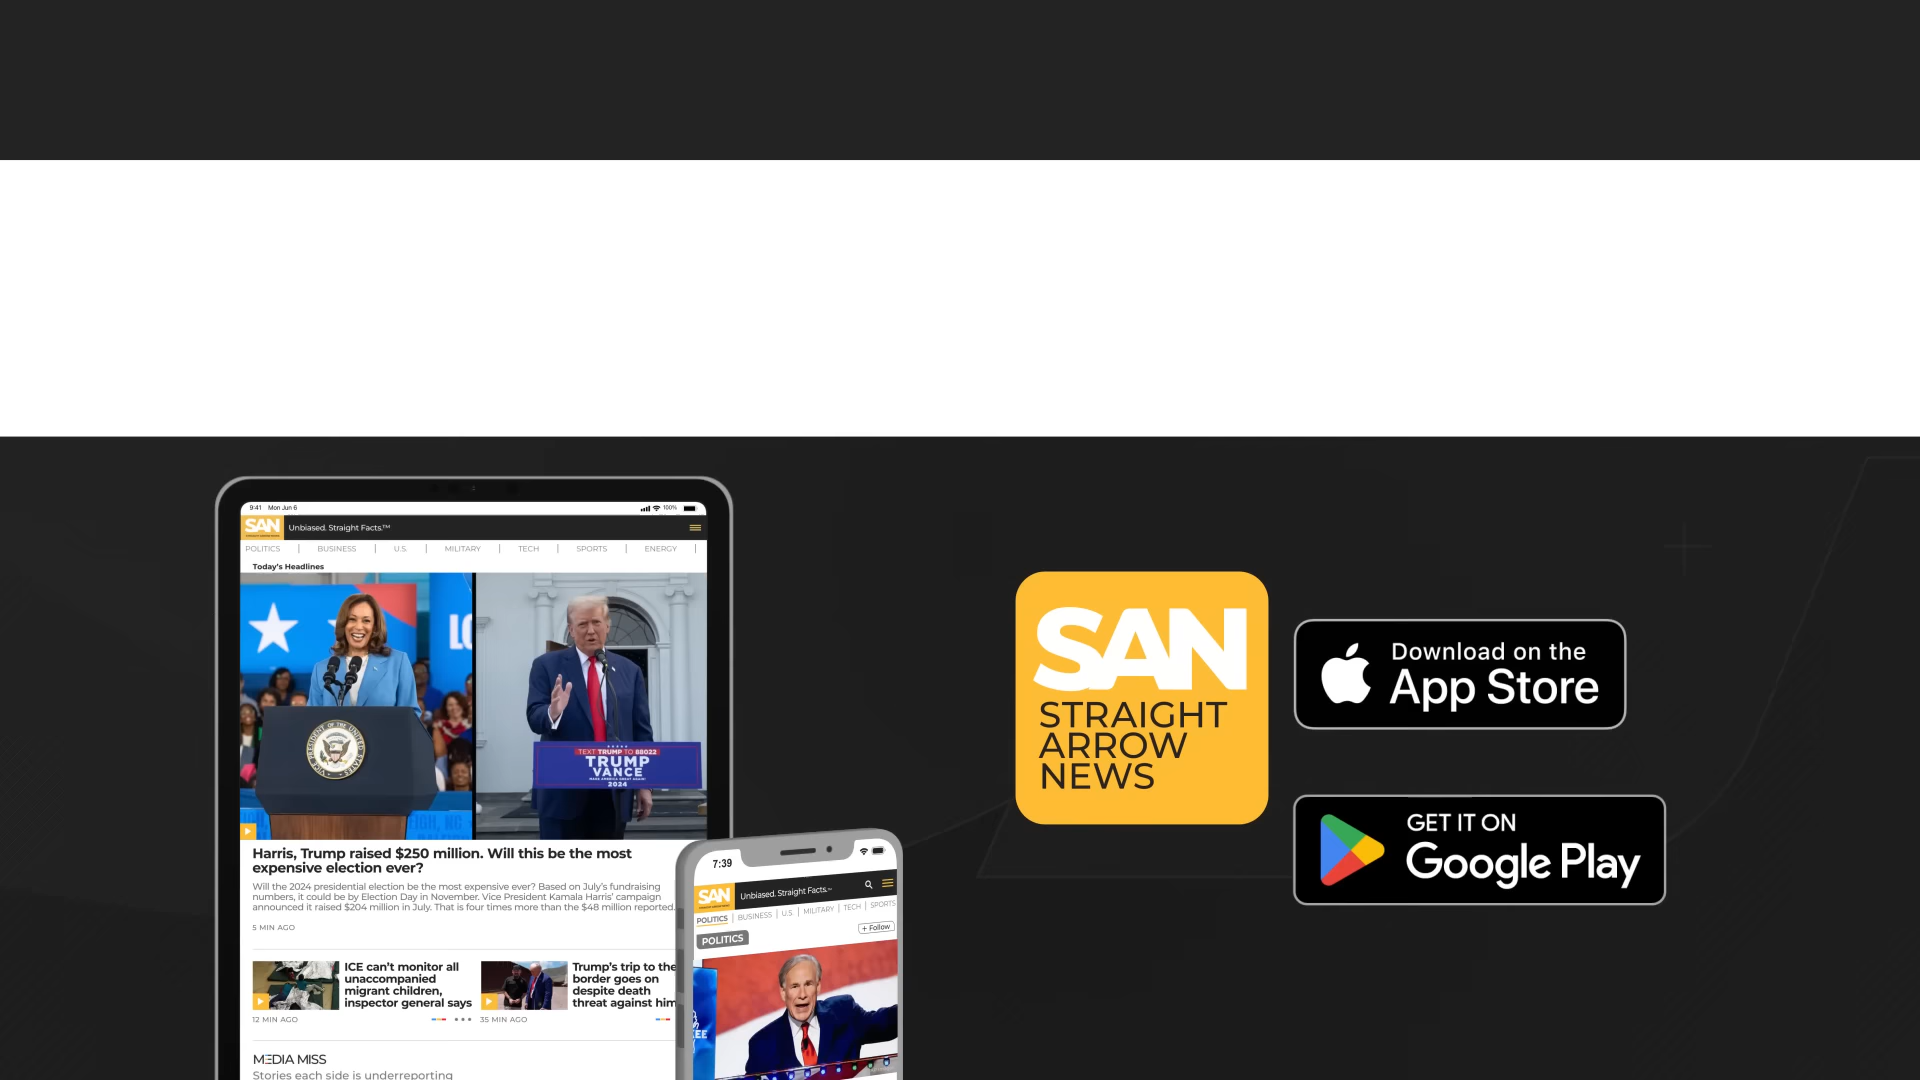 9:41 Mon Jun 6
100%
SAN
Unbiased. Straight Facts.™
POLITICS
BUSINESS
U.S.
MILITARY
TECH
SPORTS
ENERGY
Today's Headlines
TEXT TRUMP TO 88022
TRUMP
VANCE
MAKE AMERICA GREAT AGAIN!
2024
Harris, Trump raised $250 million. Will this be the most
expensive election ever?
Will the 2024 presidential election be the most expensive ever? Based on July's fundraising
numbers, it could be by Election Day in November. Vice President Kamala Harris' campaign
announced it raised $204 million in July. That is four times more than the $48 million reported
5 MIN AGO
ICE can't monitor all
unaccompanied
migrant children,
inspector general says
12 MIN AGO
Trump's trip to the
border goes on
despite death
threat against him
35 MIN AGO
MEDIA MISS
Stories each side is underreporting
7:39
SAN
Unbiased. Straight Facts.™
POLITICS
BUSINESS
U.S.
MILITARY
TECH
SPORTS
POLITICS
+ Follow
SAN
STRAIGHT
ARROW
NEWS
Download on the
App Store
GET IT ON
Google Play